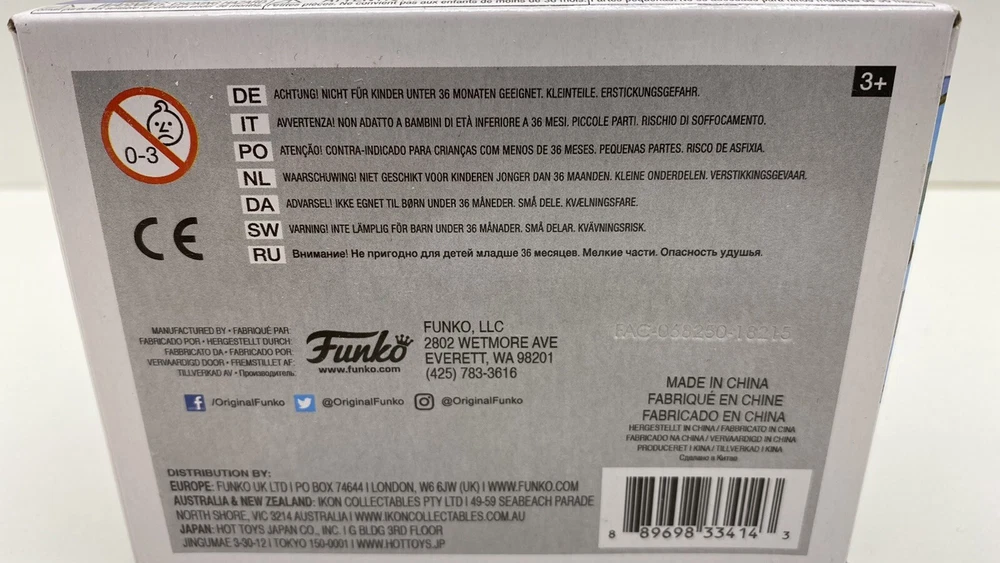 3+
0-3
DE ACHTUNG! NICHT FÜR KINDER UNTER 36 MONATEN GEEIGNET. KLEINTEILE. ERSTICKUNGSGEFAHR.
IT AVVERTENZA! NON ADATTO A BAMBINI DI ETÀ INFERIORE A 36 MESI. PICCOLE PARTI. RISCHIO DI SOFFOCAMENTO.
PO ATENÇÃO! CONTRA-INDICADO PARA CRIANÇAS COM MENOS DE 36 MESES. PEQUENAS PARTES. RISCO DE ASFIXIA.
NL WAARSCHUWING! NIET GESCHIKT VOOR KINDEREN JONGER DAN 36 MAANDEN. KLEINE ONDERDELEN. VERSTIKKINGSGEVAAR.
DA ADVARSEL! IKKE EGNET TIL BØRN UNDER 36 MÅNEDER. SMÅ DELE. KVÆLNINGSFARE.
SW VARNING! INTE LÄMPLIG FÖR BARN UNDER 36 MÅNADER. SMÅ DELAR. KVÄVNINGSRISK.
RU Внимание! Не пригодно для детей младше 36 месяцев. Мелкие части. Опасность удушья.
CE
MANUFACTURED BY • FABRIQUÉ PAR:
FABRICADO POR • HERGESTELLT DURCH:
FABBRICATO DA • FABRICADO POR:
VERVAARDIGD DOOR • FREMSTILLET AF:
TILLVERKAD AV • Производитель:
Funko
www.funko.com
FUNKO, LLC
2802 WETMORE AVE
EVERETT, WA 98201
(425) 783-3616
/OriginalFunko @OriginalFunko @OriginalFunko
MADE IN CHINA
FABRIQUÉ EN CHINE
FABRICADO EN CHINA
HERGESTELLT IN CHINA / FABBRICATO IN CINA
FABRICADO NA CHINA / VERVAARDIGD IN CHINA
PRODUCERET I KINA / TILLVERKAD I KINA
Сделано в Китае
DISTRIBUTION BY:
EUROPE: FUNKO UK LTD | PO BOX 74644 | LONDON, W6 6JW (UK) | WWW.FUNKO.COM
AUSTRALIA & NEW ZEALAND: IKON COLLECTABLES PTY LTD | 49-59 SEABEACH PARADE
NORTH SHORE, VIC 3214 AUSTRALIA | WWW.IKONCOLLECTABLES.COM.AU
JAPAN: HOT TOYS JAPAN CO., INC. | G BLDG 3RD FLOOR
JINGUMAE 3-30-12 | TOKYO 150-0001 | WWW.HOTTOYS.JP
8 89698 33414 3